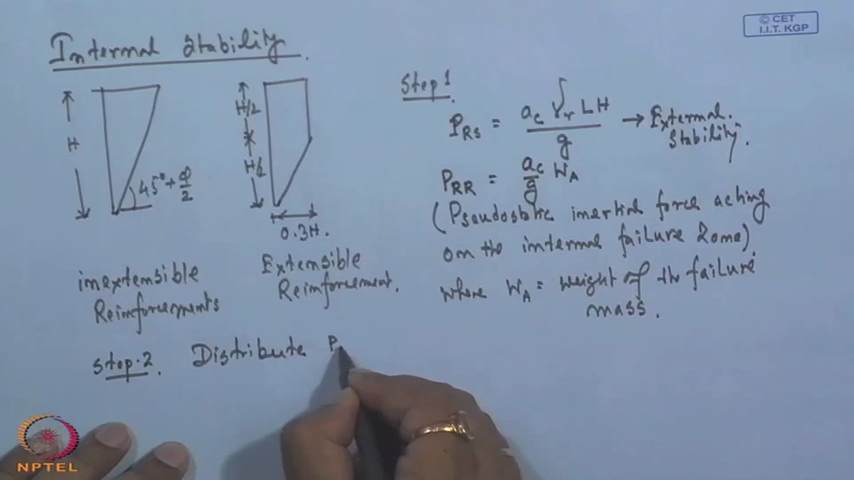 © CET
I.I.T. KGP
Internal Stability.
H
45°+φ/2
H/2
H/2
0.3H.
inextensible
Reinforcements
Extensible
Reinforcement.
Step 1.
P_RS = a_c γ_r LH / g → External Stability.
P_RR = a_c/g W_A
(Pseudostatic inertial force acting
on the internal failure zone)
where W_A = weight of the failure
mass.
Step.2. Distribute P
NPTEL